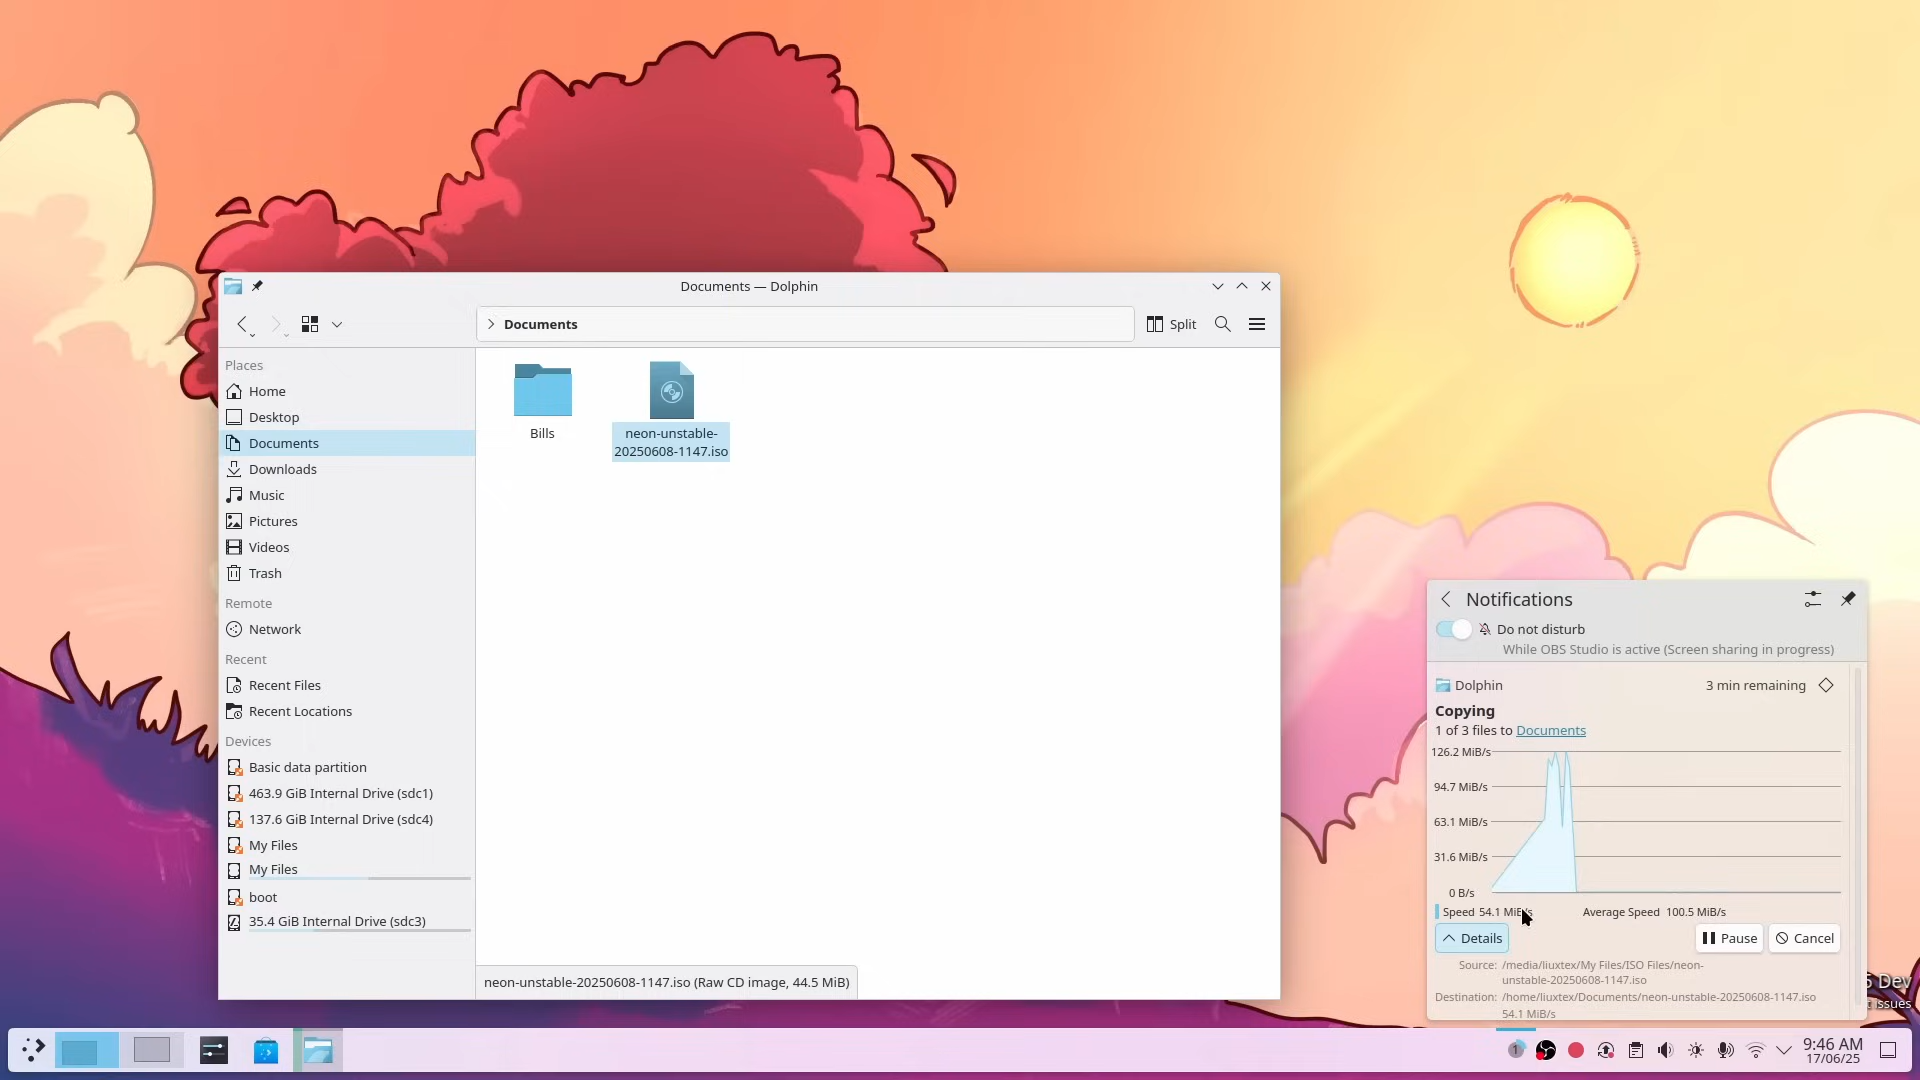 Documents — Dolphin
Documents
Split
Places
Home
Desktop
Documents
Downloads
Music
Pictures
Videos
Trash
Remote
Network
Recent
Recent Files
Recent Locations
Devices
Basic data partition
463.9 GiB Internal Drive (sdc1)
137.6 GiB Internal Drive (sdc4)
My Files
My Files
boot
35.4 GiB Internal Drive (sdc3)
Bills
neon-unstable-
20250608-1147.iso
neon-unstable-20250608-1147.iso (Raw CD image, 44.5 MiB)
Notifications
Do not disturb
While OBS Studio is active (Screen sharing in progress)
Dolphin 3 min remaining
Copying
1 of 3 files to Documents
126.2 MiB/s
94.7 MiB/s
63.1 MiB/s
31.6 MiB/s
0 B/s
Speed 54.1 MiB/s Average Speed 100.5 MiB/s
Details Pause Cancel
Source: /media/liuxtex/My Files/ISO Files/neon-
unstable-20250608-1147.iso
Destination: /home/liuxtex/Documents/neon-unstable-20250608-1147.iso
54.1 MiB/s
Dev
issues
1
9:46 AM
17/06/25